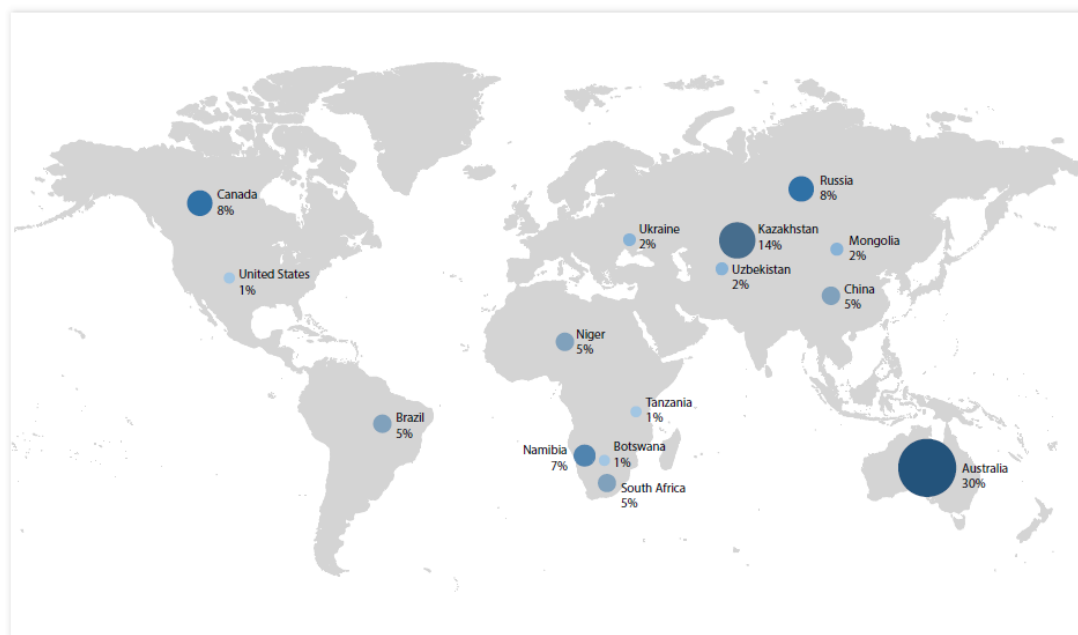 Canada
8%
Russia
8%
Ukraine
2%
Kazakhstan
14%
Mongolia
2%
United States
1%
Uzbekistan
2%
China
5%
Niger
5%
Tanzania
1%
Brazil
5%
Namibia
7%
Botswana
1%
South Africa
5%
Australia
30%